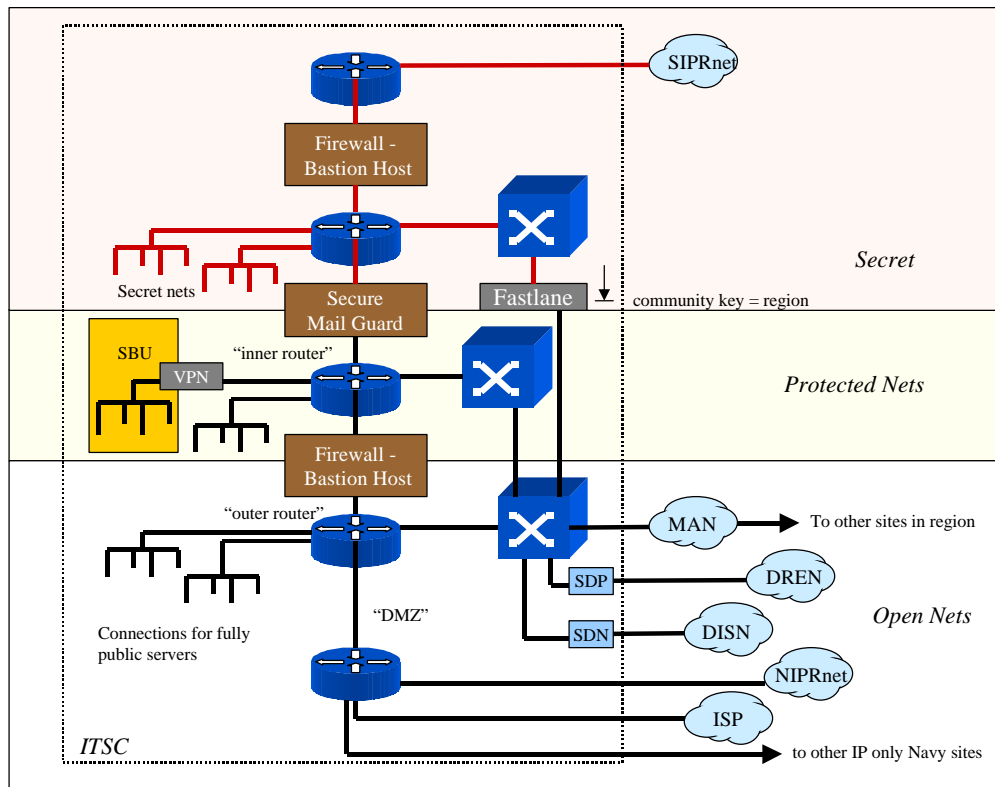 SIPRnet
Firewall -
Bastion Host
Secret
Secret nets
Secure
Mail Guard
Fastlane
community key = region
SBU
VPN
“inner router”
Protected Nets
Firewall -
Bastion Host
“outer router”
MAN
To other sites in region
SDP
DREN
“DMZ”
Open Nets
SDN
DISN
Connections for fully
public servers
NIPRnet
ISP
ITSC
to other IP only Navy sites